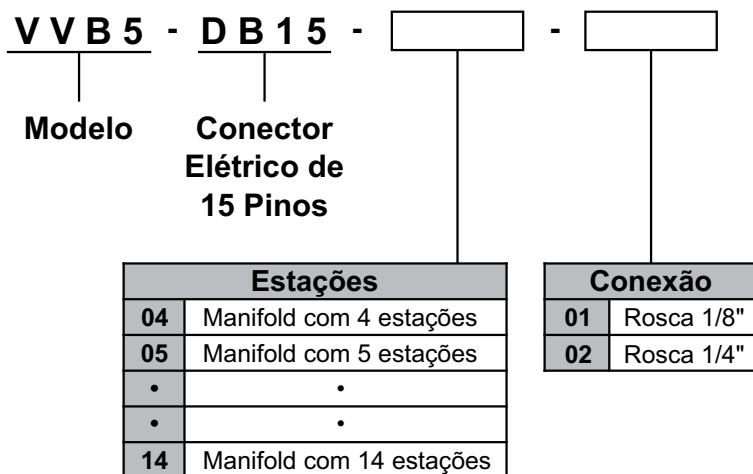 VVB5 - DB15 - -
Modelo
Conector
Elétrico de
15 Pinos
Estações
04 Manifold com 4 estações
05 Manifold com 5 estações
• •
• •
14 Manifold com 14 estações
Conexão
01 Rosca 1/8"
02 Rosca 1/4"